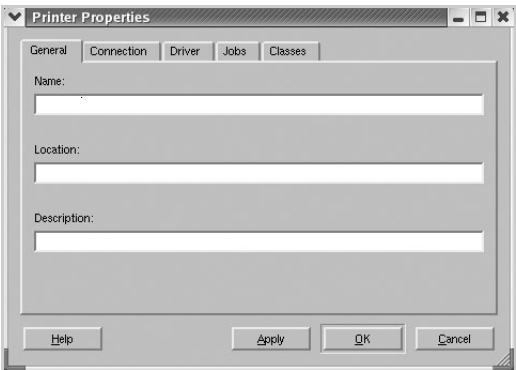 Printer Properties
General Connection Driver Jobs Classes
Name:
Location:
Description:
Help Apply OK Cancel